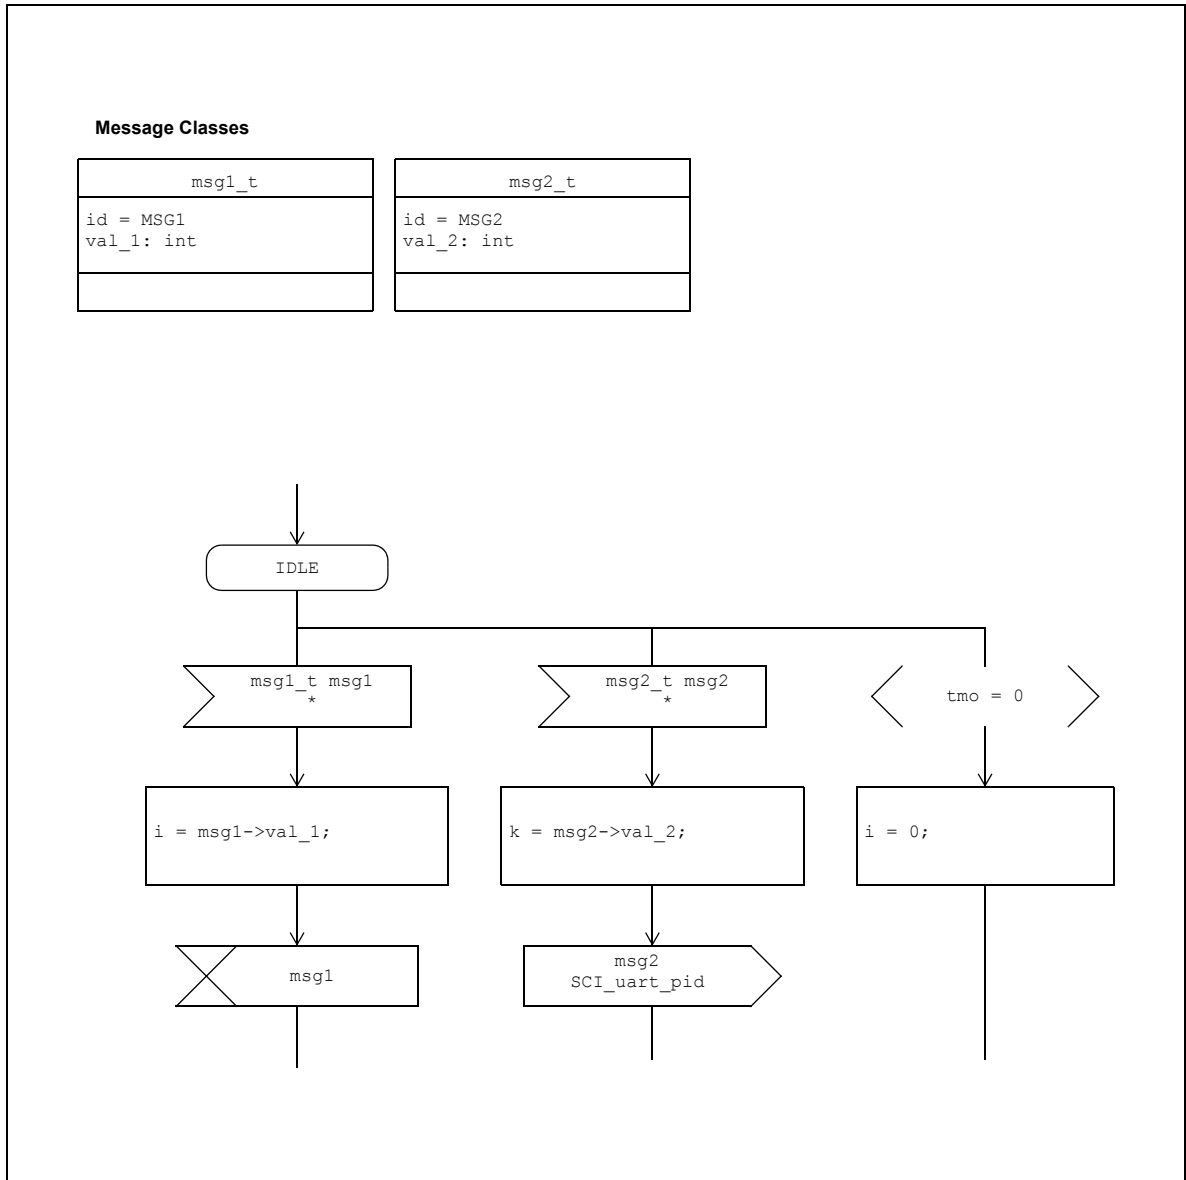 Message Classes
msg1_t
id = MSG1
val_1: int
msg2_t
id = MSG2
val_2: int
IDLE
msg1_t msg1
*
msg2_t msg2
*
tmo = 0
i = msg1->val_1;
k = msg2->val_2;
i = 0;
msg1
msg2
SCI_uart_pid